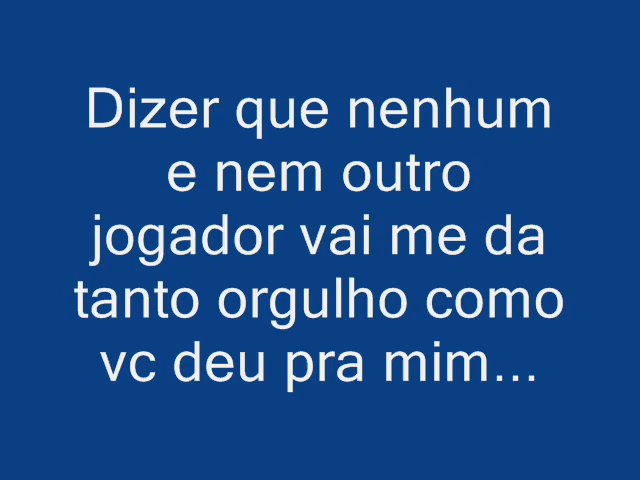 Dizer que nenhum
e nem outro
jogador vai me da
tanto orgulho como
vc deu pra mim...